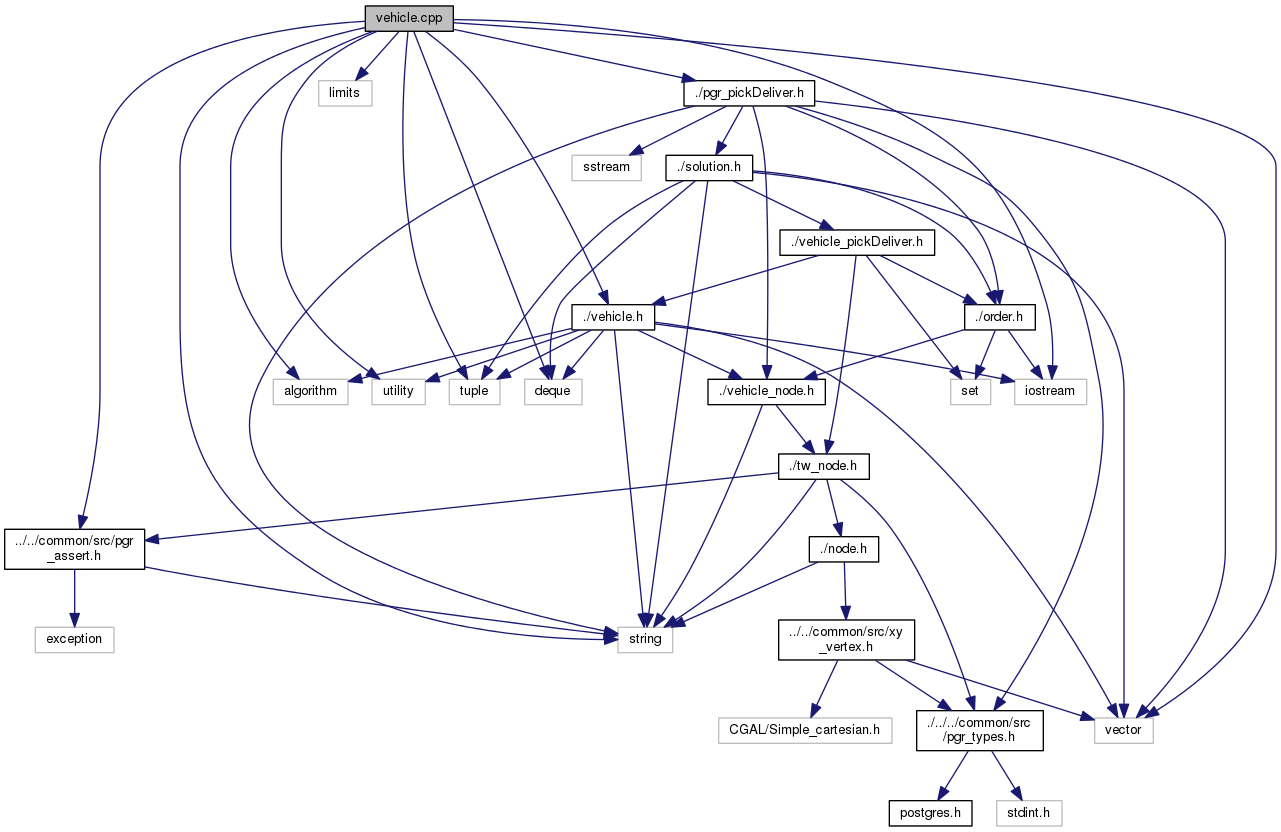 vehicle.cpp
limits
./pgr_pickDeliver.h
sstream
./solution.h
./vehicle_pickDeliver.h
./vehicle.h
./order.h
algorithm
utility
tuple
deque
./vehicle_node.h
set
iostream
./tw_node.h
../../common/src/pgr
_assert.h
./node.h
exception
string
../../common/src/xy
_vertex.h
CGAL/Simple_cartesian.h
./../../common/src
/pgr_types.h
vector
postgres.h
stdint.h